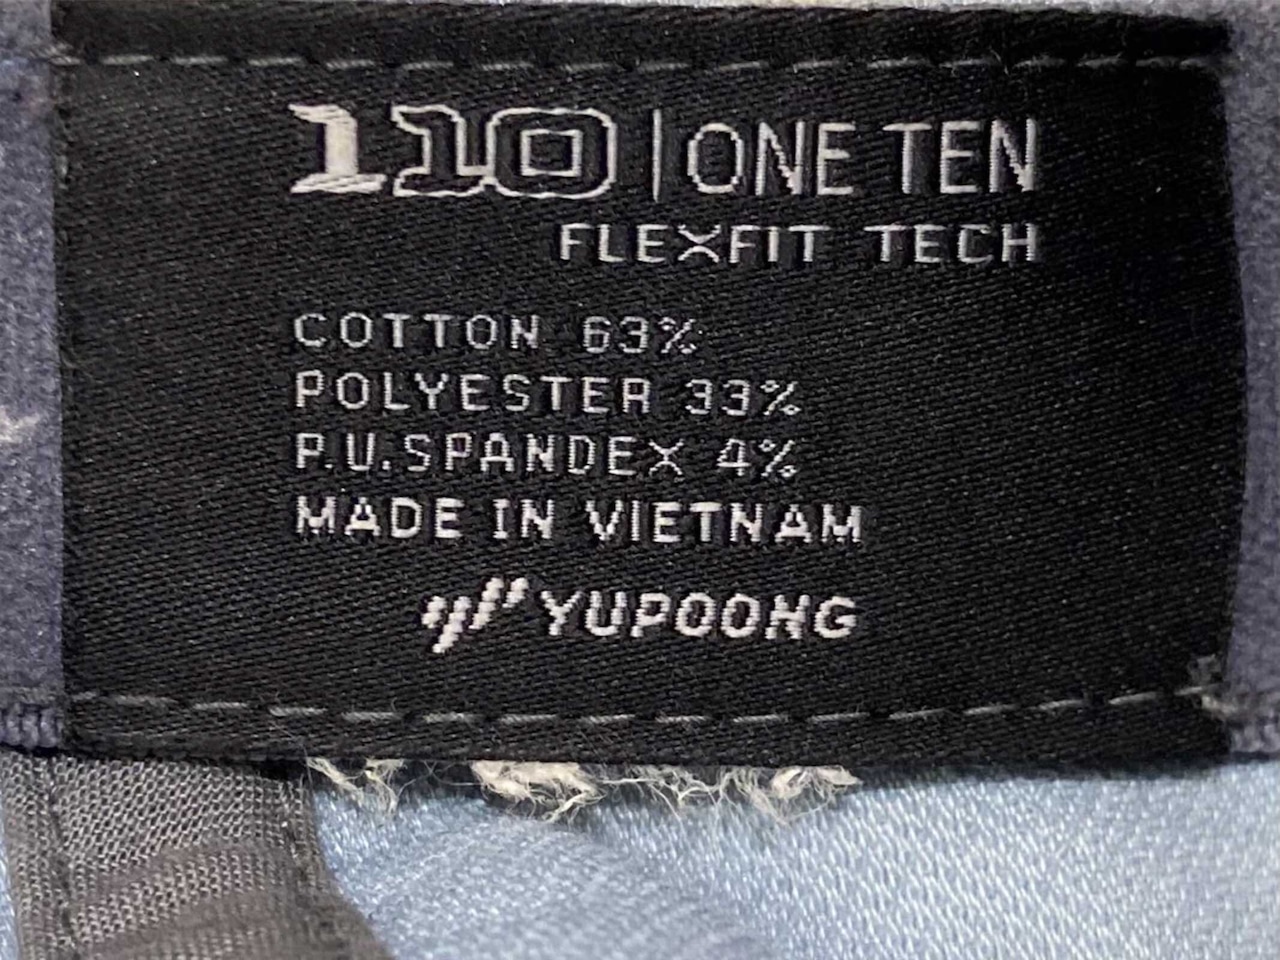 110 | ONE TEN
FLEXFIT TECH
COTTON 63%
POLYESTER 33%
P.U.SPANDEX 4%
MADE IN VIETNAM
YUPOONG